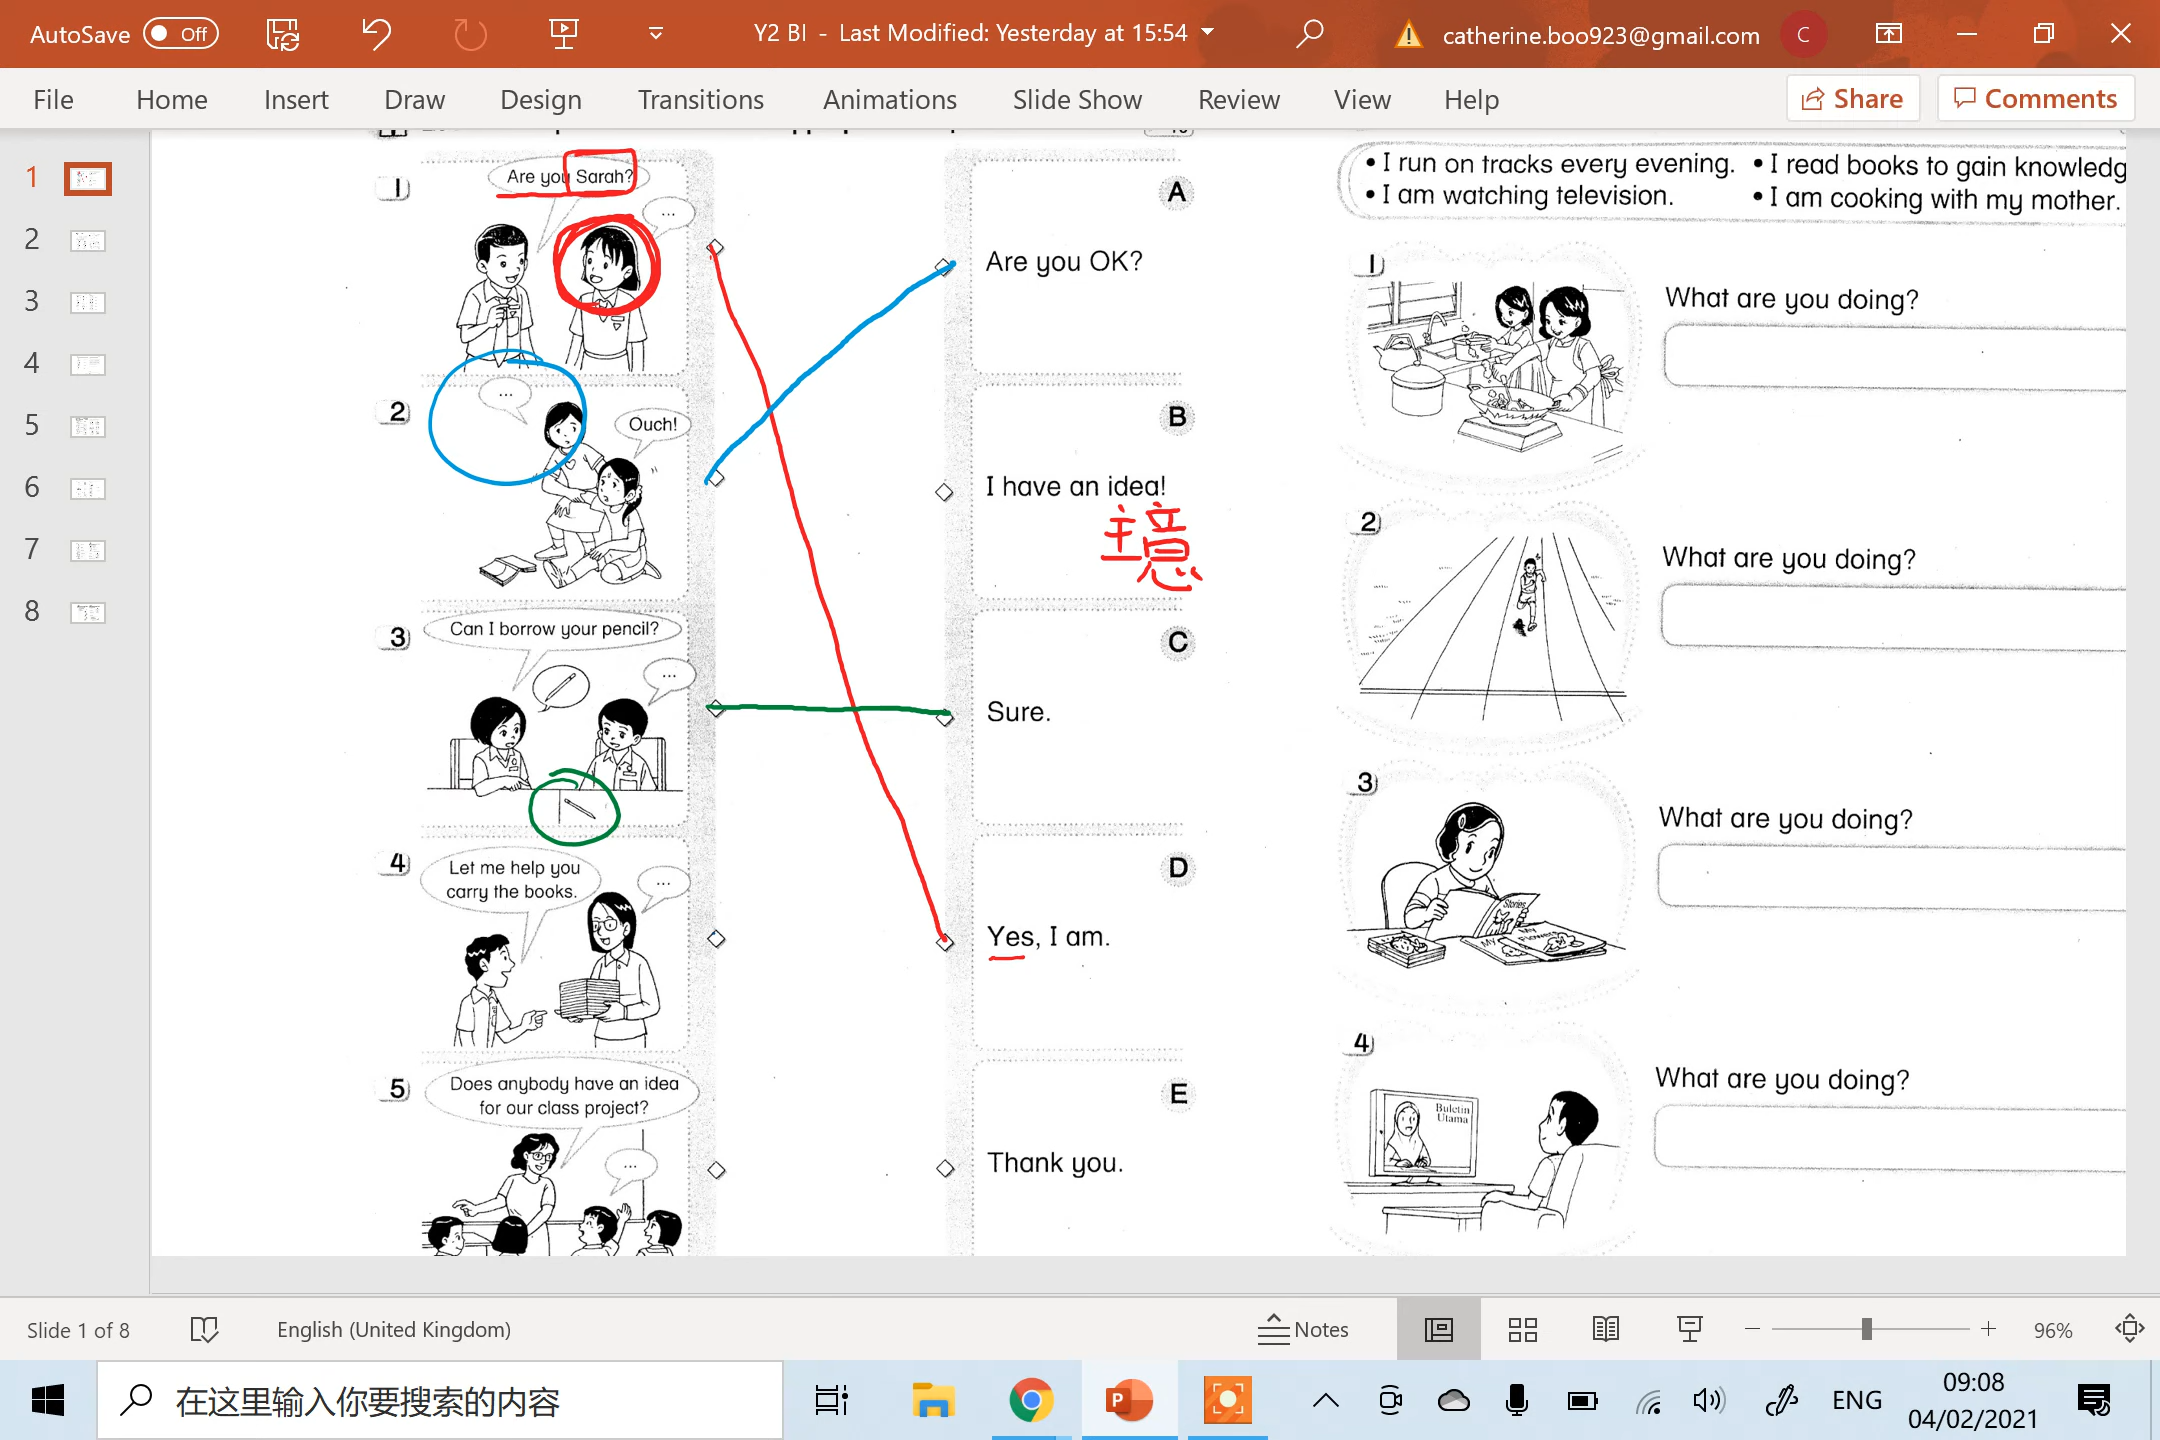 AutoSave Off
Y2 BI - Last Modified: Yesterday at 15:54
catherine.boo923@gmail.com
C
File Home Insert Draw Design Transitions Animations Slide Show Review View Help
Share Comments
1
2
3
4
5
6
7
8
1
Are you Sarah?
...
2
...
Ouch!
3
Can I borrow your pencil?
...
4
Let me help you
carry the books.
...
5
Does anybody have an idea
for our class project?
...
A
Are you OK?
B
I have an idea!
主意
C
Sure.
D
Yes, I am.
E
Thank you.
• I run on tracks every evening. • I read books to gain knowledg
• I am watching television. • I am cooking with my mother.
1
What are you doing?
2
What are you doing?
3
What are you doing?
Stories
4
What are you doing?
Buletin
Utama
Slide 1 of 8
English (United Kingdom)
Notes
96%
在这里输入你要搜索的内容
P
ENG
09:08
04/02/2021